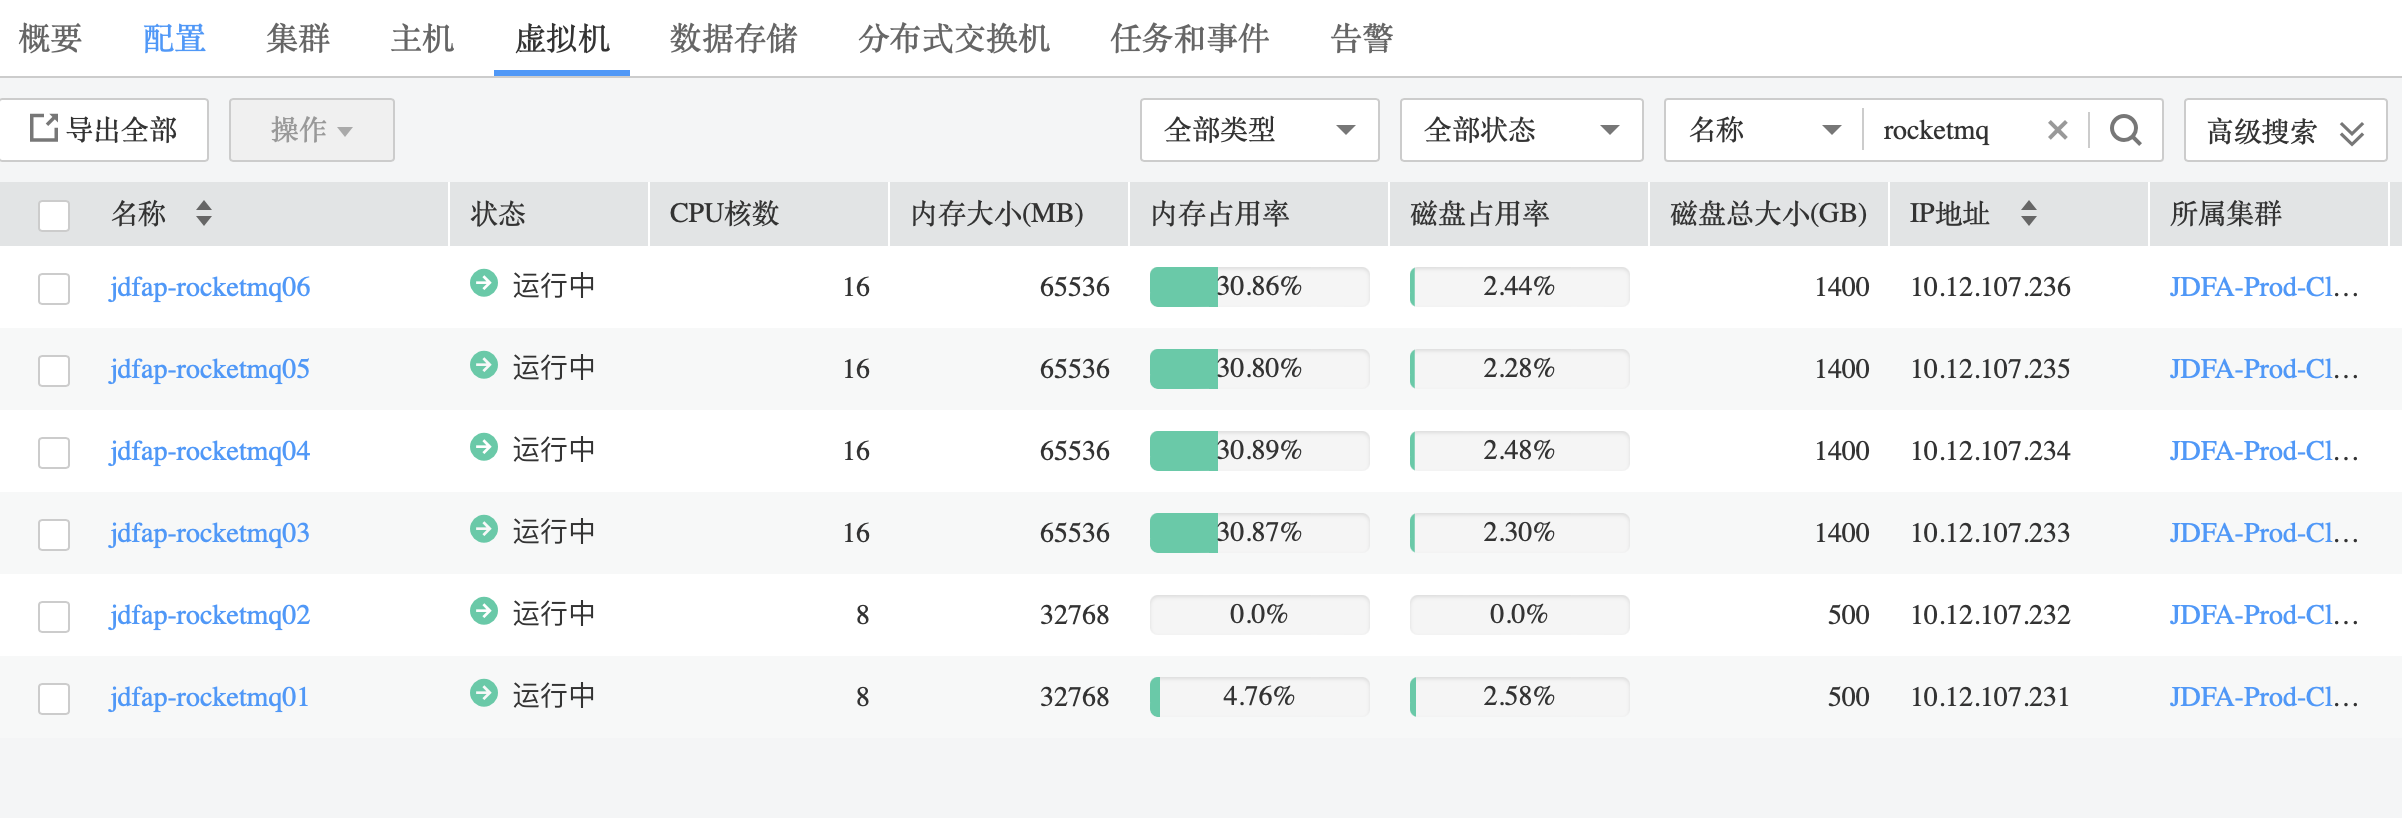 概要 配置 集群 主机 虚拟机 数据存储 分布式交换机 任务和事件 告警
导出全部 操作 全部类型 全部状态 名称 rocketmq 高级搜索
名称 状态 CPU核数 内存大小(MB) 内存占用率 磁盘占用率 磁盘总大小(GB) IP地址 所属集群
jdfap-rocketmq06 运行中 16 65536 30.86% 2.44% 1400 10.12.107.236 JDFA-Prod-Cl...
jdfap-rocketmq05 运行中 16 65536 30.80% 2.28% 1400 10.12.107.235 JDFA-Prod-Cl...
jdfap-rocketmq04 运行中 16 65536 30.89% 2.48% 1400 10.12.107.234 JDFA-Prod-Cl...
jdfap-rocketmq03 运行中 16 65536 30.87% 2.30% 1400 10.12.107.233 JDFA-Prod-Cl...
jdfap-rocketmq02 运行中 8 32768 0.0% 0.0% 500 10.12.107.232 JDFA-Prod-Cl...
jdfap-rocketmq01 运行中 8 32768 4.76% 2.58% 500 10.12.107.231 JDFA-Prod-Cl...